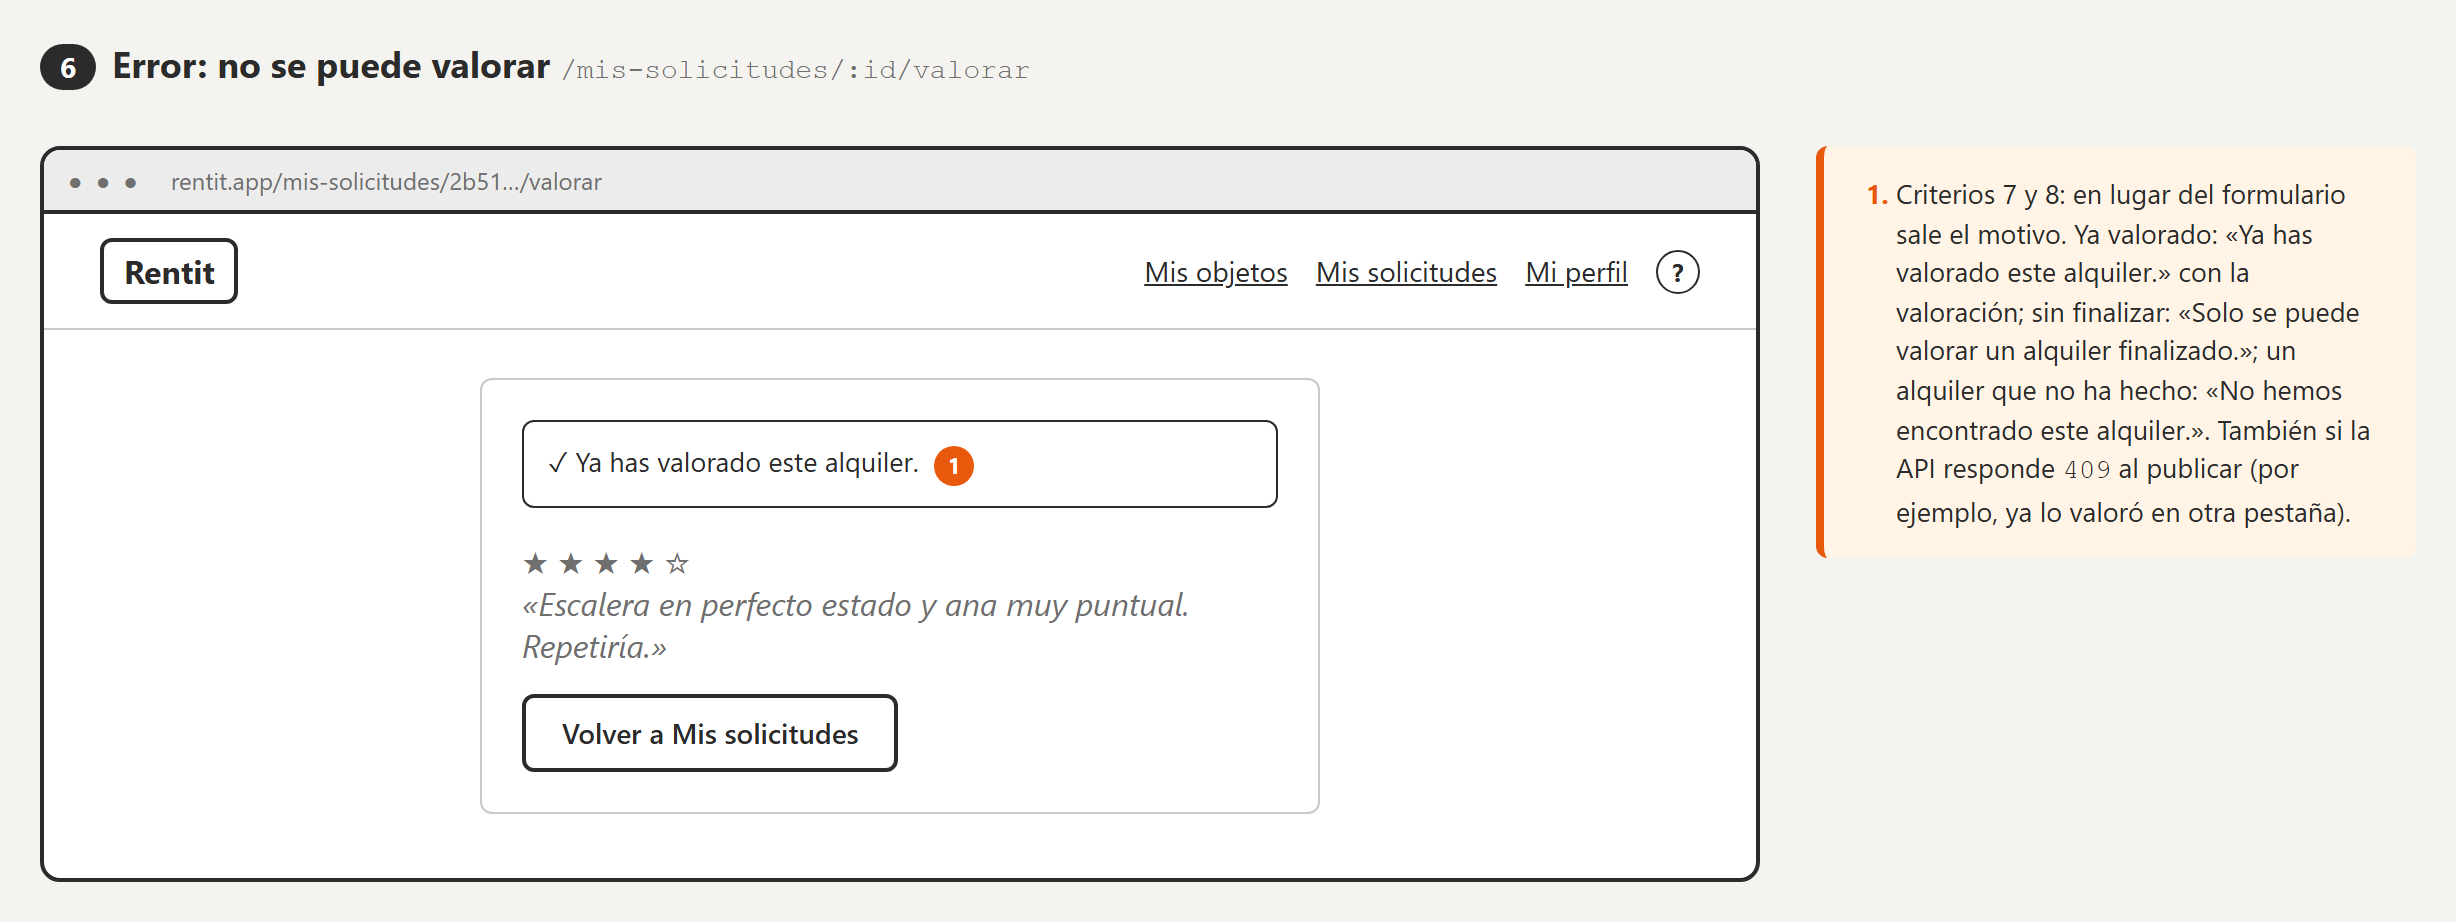 6 Error: no se puede valorar /mis-solicitudes/:id/valorar
rentit.app/mis-solicitudes/2b51.../valorar
Rentit Mis objetos Mis solicitudes Mi perfil ?
✓ Ya has valorado este alquiler. 1
★ ★ ★ ★ ☆
«Escalera en perfecto estado y ana muy puntual.
Repetiría.»
Volver a Mis solicitudes
1. Criterios 7 y 8: en lugar del formulario
sale el motivo. Ya valorado: «Ya has
valorado este alquiler.» con la
valoración; sin finalizar: «Solo se puede
valorar un alquiler finalizado.»; un
alquiler que no ha hecho: «No hemos
encontrado este alquiler.». También si la
API responde 409 al publicar (por
ejemplo, ya lo valoró en otra pestaña).